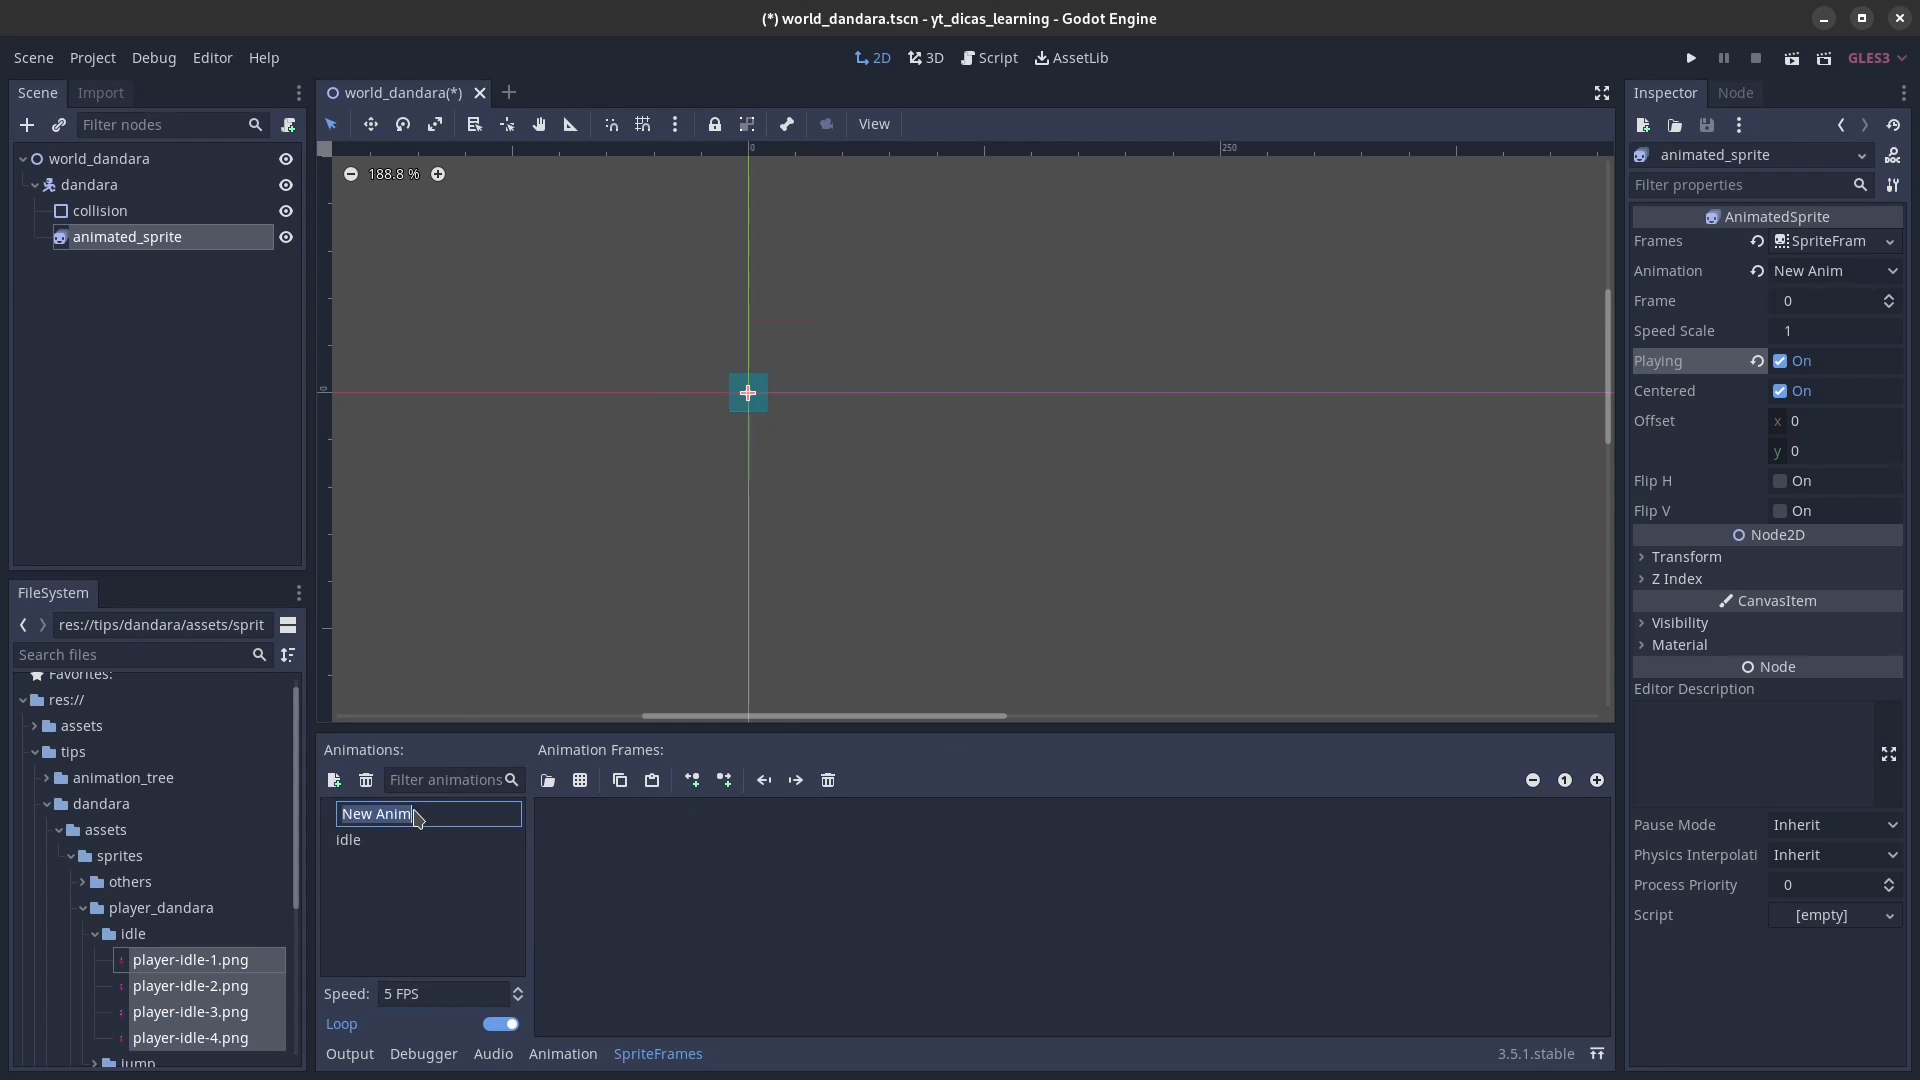 (*) world_dandara.tscn - yt_dicas_learning - Godot Engine
Scene Project Debug Editor Help
2D 3D Script AssetLib
GLES3
Scene Import
Filter nodes
world_dandara
dandara
collision
animated_sprite
FileSystem
res://tips/dandara/assets/sprit
Search files
Favorites:
res://
assets
tips
animation_tree
dandara
assets
sprites
others
player_dandara
idle
player-idle-1.png
player-idle-2.png
player-idle-3.png
player-idle-4.png
jump
world_dandara(*)
View
0 250
188.8 %
0
Animations:
Filter animations
New Anim
idle
Speed: 5 FPS
Loop
Animation Frames:
Output Debugger Audio Animation SpriteFrames
3.5.1.stable
Inspector Node
animated_sprite
Filter properties
AnimatedSprite
Frames SpriteFram
Animation New Anim
Frame 0
Speed Scale 1
Playing On
Centered On
Offset x 0
y 0
Flip H On
Flip V On
Node2D
Transform
Z Index
CanvasItem
Visibility
Material
Node
Editor Description
Pause Mode Inherit
Physics Interpolati Inherit
Process Priority 0
Script [empty]